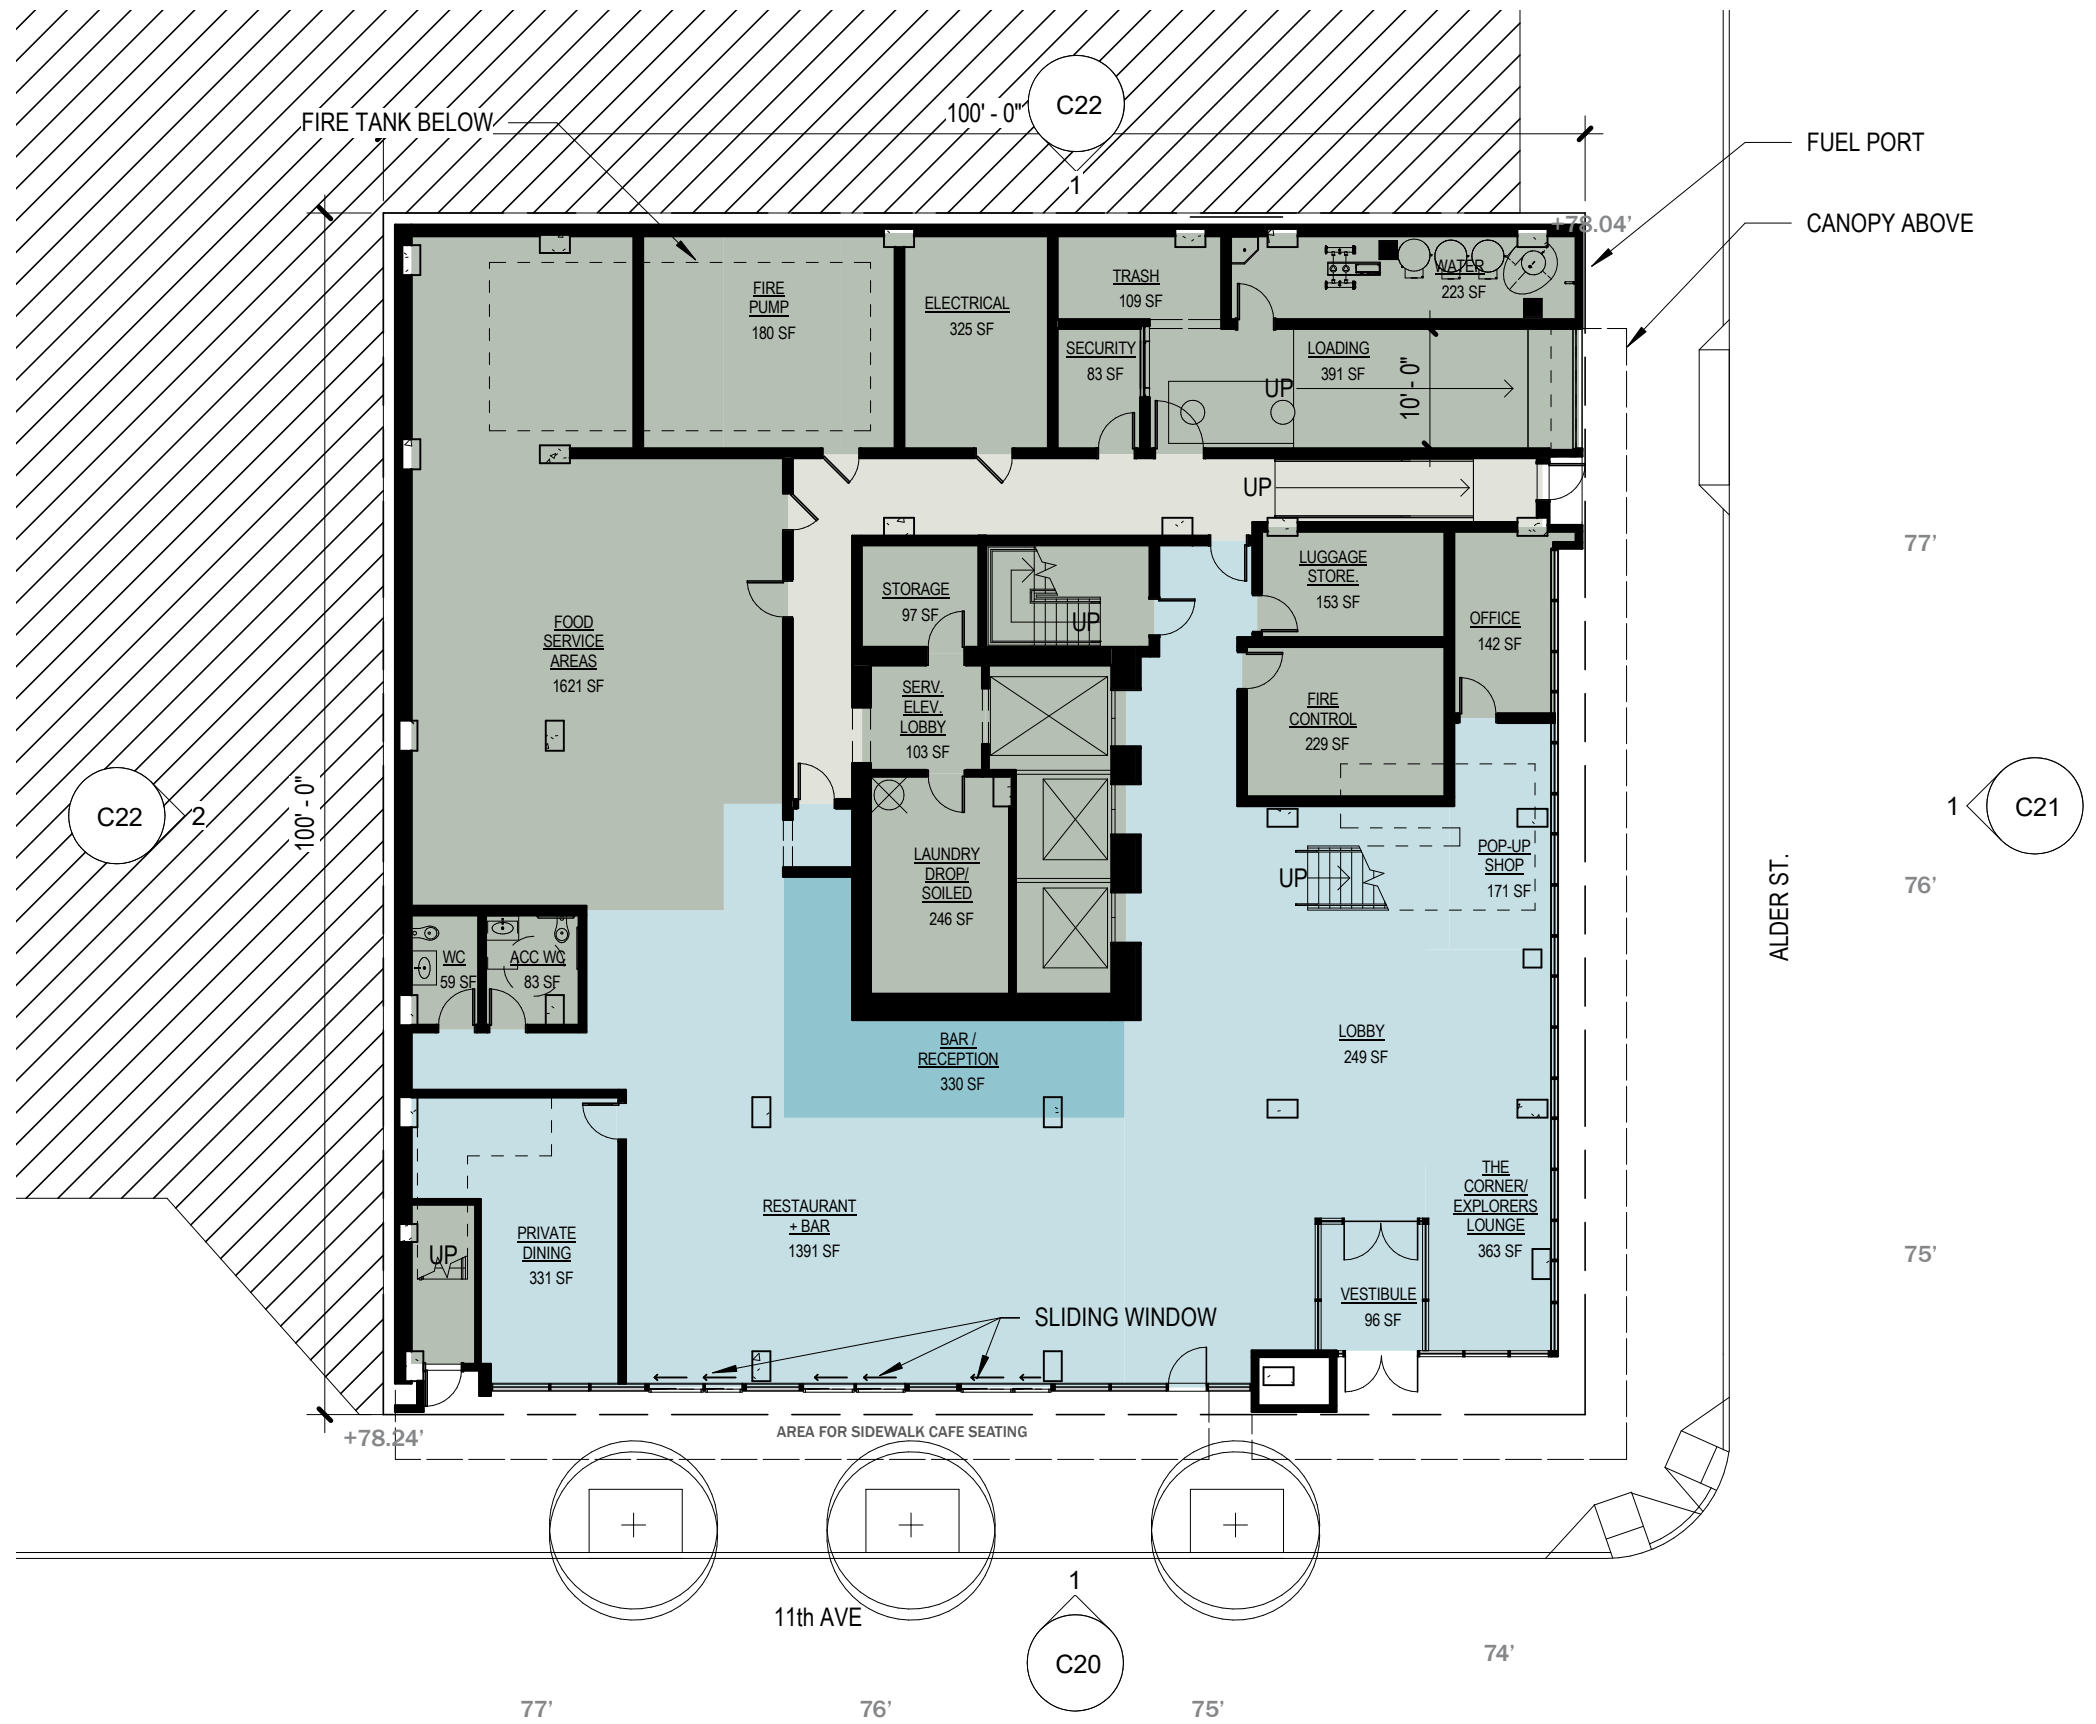 FIRE TANK BELOW
100' - 0"
C22
1
FUEL PORT
CANOPY ABOVE
+78.04'
FIRE
PUMP
180 SF
ELECTRICAL
325 SF
TRASH
109 SF
WATER
223 SF
SECURITY
83 SF
LOADING
391 SF
UP
10' - 0"
UP
77'
STORAGE
97 SF
UP
LUGGAGE
STORE.
153 SF
OFFICE
142 SF
FOOD
SERVICE
AREAS
1621 SF
SERV.
ELEV.
LOBBY
103 SF
FIRE
CONTROL
229 SF
C22
2
100' - 0"
1
C21
LAUNDRY
DROP/
SOILED
246 SF
UP
POP-UP
SHOP
171 SF
ALDER ST.
76'
WC
59 SF
ACC WC
83 SF
BAR /
RECEPTION
330 SF
LOBBY
249 SF
RESTAURANT
+ BAR
1391 SF
THE
CORNER/
EXPLORERS
LOUNGE
363 SF
PRIVATE
DINING
331 SF
UP
75'
VESTIBULE
96 SF
SLIDING WINDOW
AREA FOR SIDEWALK CAFE SEATING
+78.24'
1
11th AVE
C20
74'
77'
76'
75'